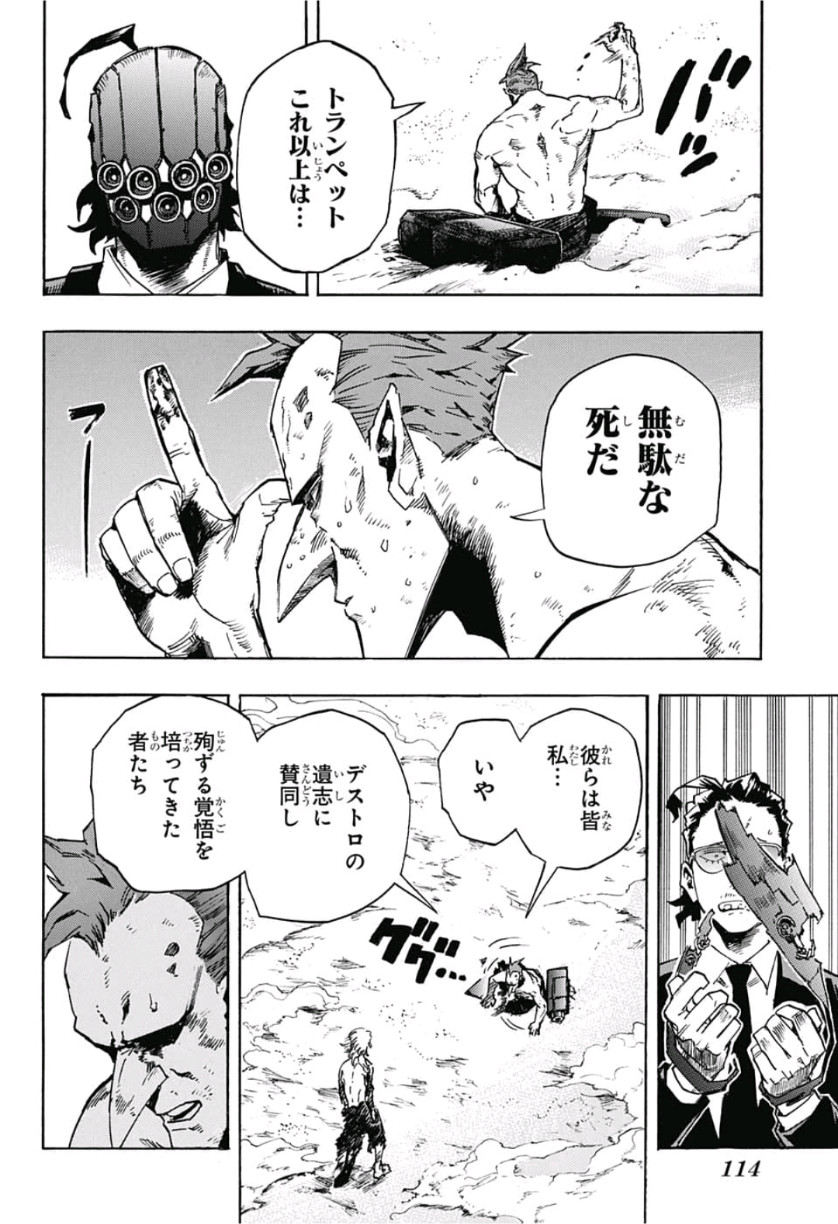 バッ
トランペット
これ以上は…
無駄な
死だ
スー
彼らは皆
私…
いや
デストロの
遺志に
賛同し
ググ…
殉ずる覚悟を
培ってきた
者たち
114